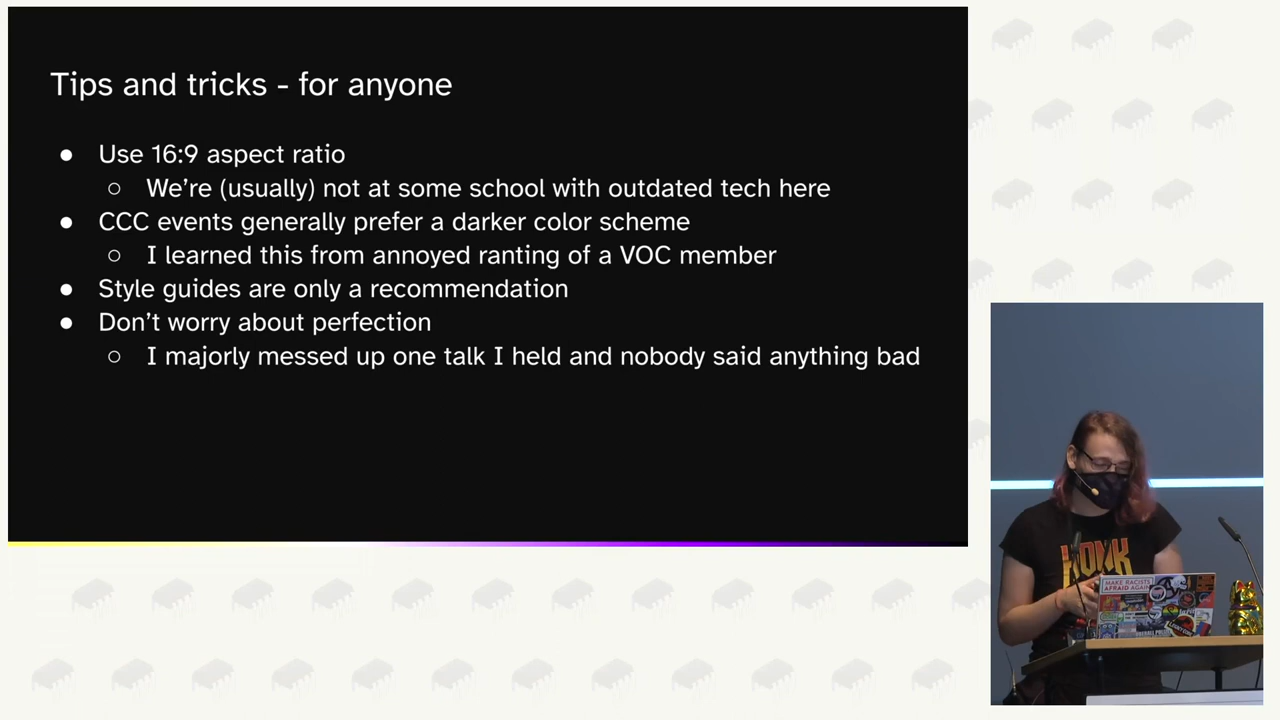 Tips and tricks - for anyone
● Use 16:9 aspect ratio
○ We’re (usually) not at some school with outdated tech here
● CCC events generally prefer a darker color scheme
○ I learned this from annoyed ranting of a VOC member
● Style guides are only a recommendation
● Don’t worry about perfection
○ I majorly messed up one talk I held and nobody said anything bad
HONK
MAKE RACISTS
AFRAID AGAIN